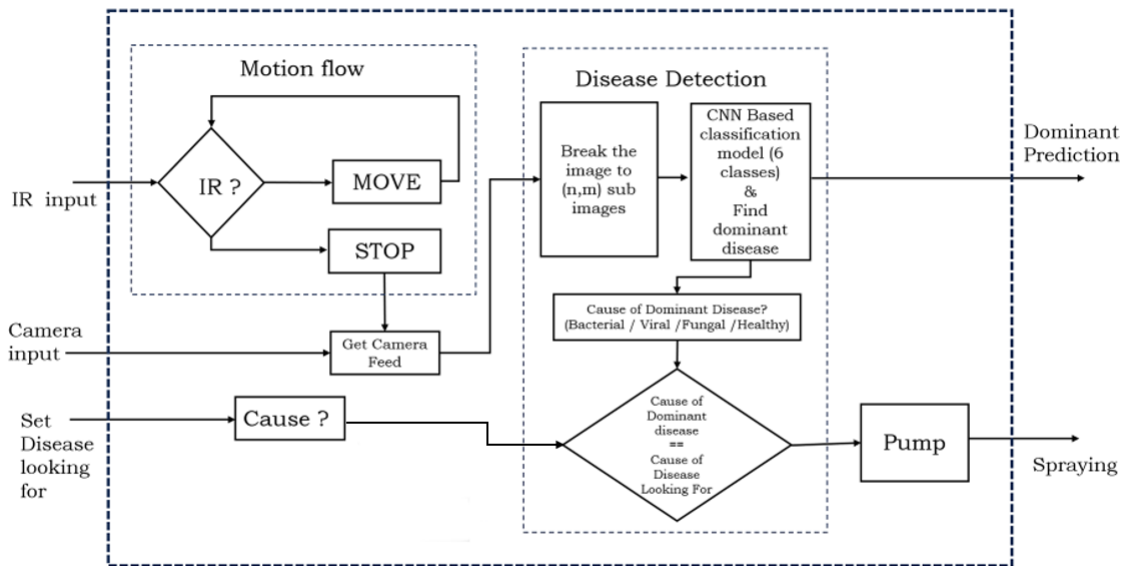 Motion flow
IR ?
MOVE
STOP
IR input
Camera
input
Get Camera
Feed
Set
Disease
looking
for
Cause ?
Disease Detection
Break the
image to
(n,m) sub
images
CNN Based
classification
model (6
classes)
&
Find
dominant
disease
Cause of Dominant Disease?
(Bacterial / Viral /Fungal /Healthy)
Cause of
Dominant
disease
==
Cause of
Disease
Looking For
Pump
Dominant
Prediction
Spraying